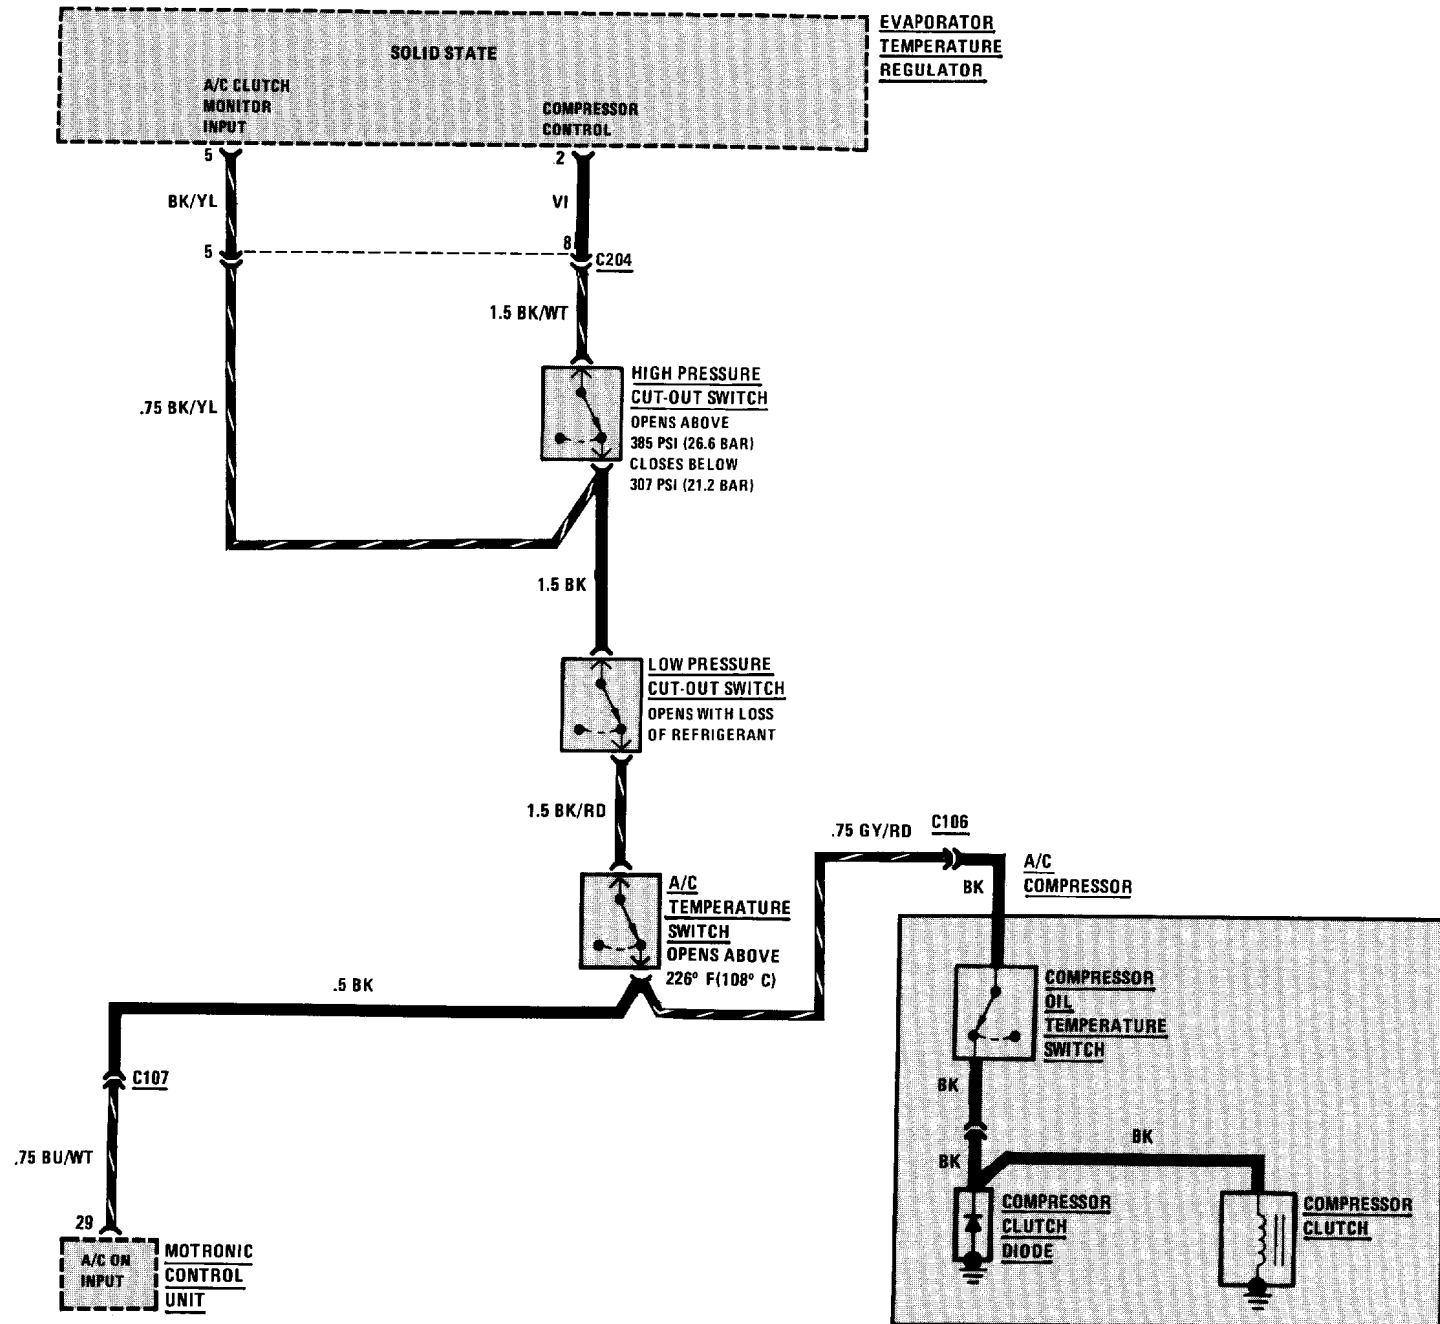 EVAPORATOR
TEMPERATURE
REGULATOR
SOLID STATE
A/C CLUTCH
MONITOR
INPUT
COMPRESSOR
CONTROL
5
2
BK/YL
VI
5
8
C204
1.5 BK/WT
HIGH PRESSURE
CUT-OUT SWITCH
OPENS ABOVE
385 PSI (26.6 BAR)
CLOSES BELOW
307 PSI (21.2 BAR)
.75 BK/YL
1.5 BK
LOW PRESSURE
CUT-OUT SWITCH
OPENS WITH LOSS
OF REFRIGERANT
1.5 BK/RD
.75 GY/RD
C106
BK
A/C
COMPRESSOR
A/C
TEMPERATURE
SWITCH
OPENS ABOVE
226° F(108° C)
.5 BK
COMPRESSOR
OIL
TEMPERATURE
SWITCH
C107
BK
BK
BK
.75 BU/WT
COMPRESSOR
CLUTCH
DIODE
COMPRESSOR
CLUTCH
29
A/C ON
INPUT
MOTRONIC
CONTROL
UNIT